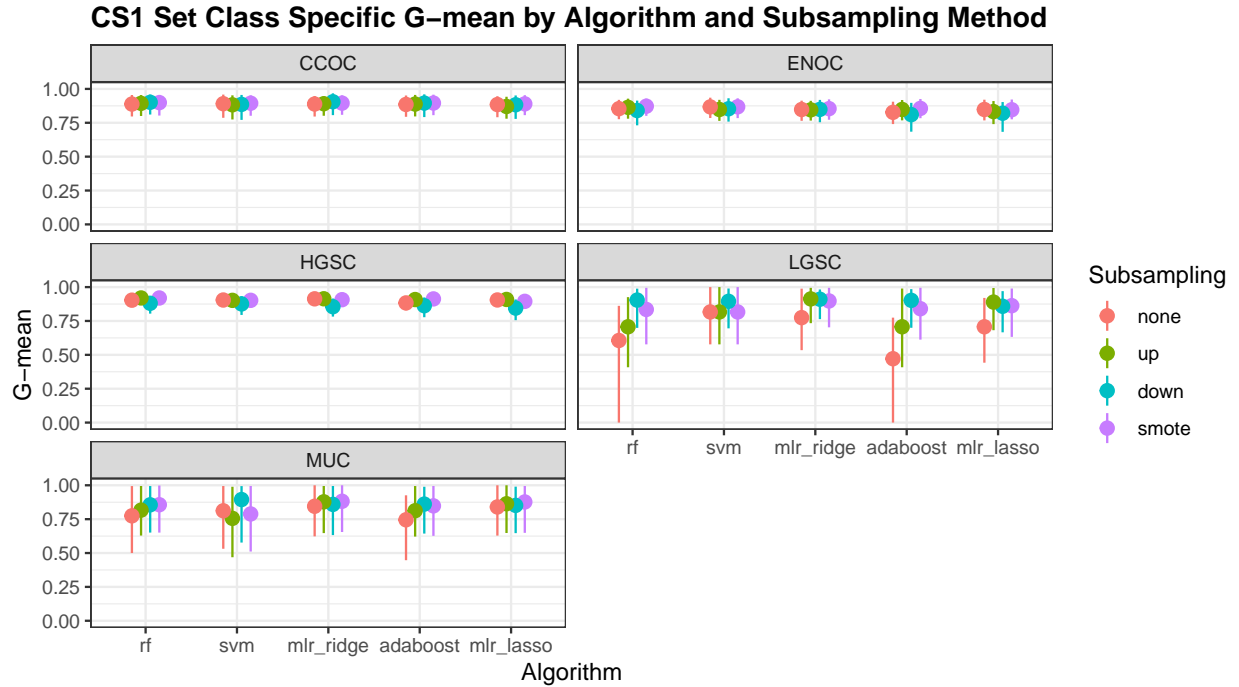 CS1 Set Class Specific G−mean by Algorithm and Subsampling Method
CCOC
ENOC
1.00
0.75
0.50
0.25
0.00
HGSC
LGSC
1.00
0.75
0.50
0.25
0.00
rf svm mlr_ridge adaboost mlr_lasso
MUC
1.00
0.75
0.50
0.25
0.00
rf svm mlr_ridge adaboost mlr_lasso
Algorithm
G−mean
Subsampling
none
up
down
smote